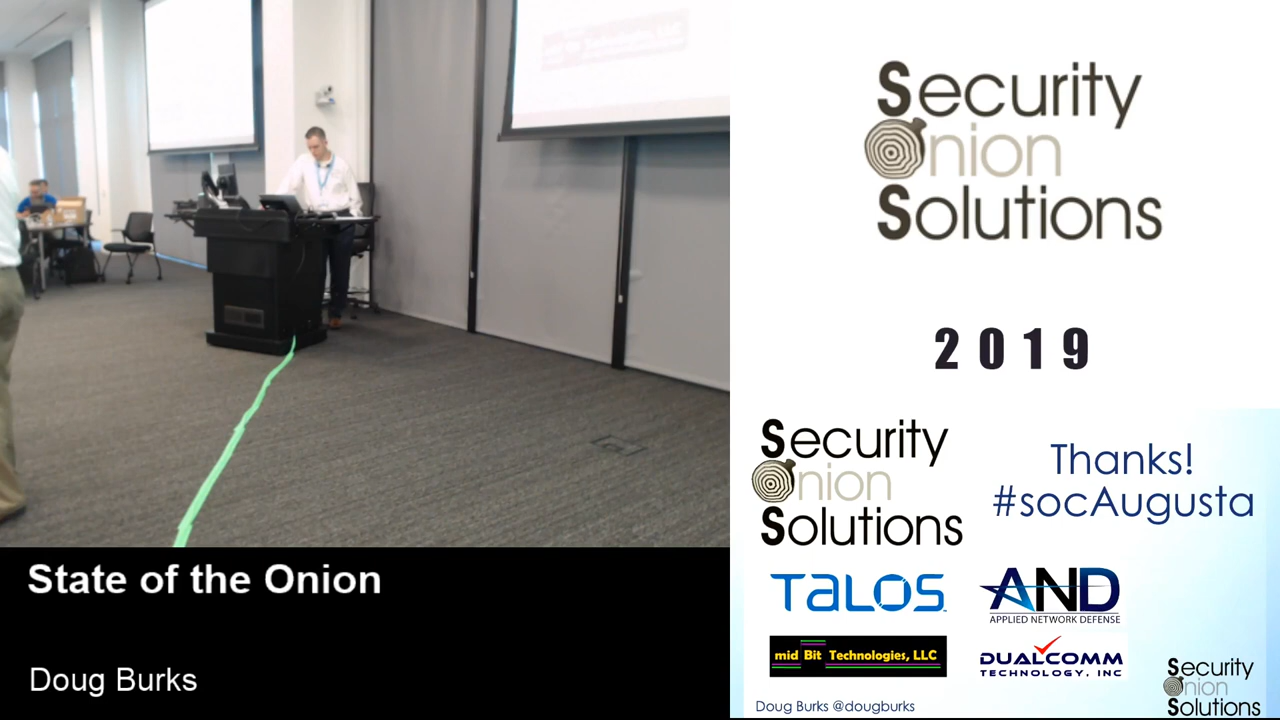 Security
Onion
Solutions
2019
Security
Onion
Solutions
Thanks!
#socAugusta
TALOS
AND
APPLIED NETWORK DEFENSE
mid Bit Technologies, LLC
DUALCOMM
TECHNOLOGY, INC
Doug Burks @dougburks
Security
Onion
Solutions
State of the Onion
Doug Burks